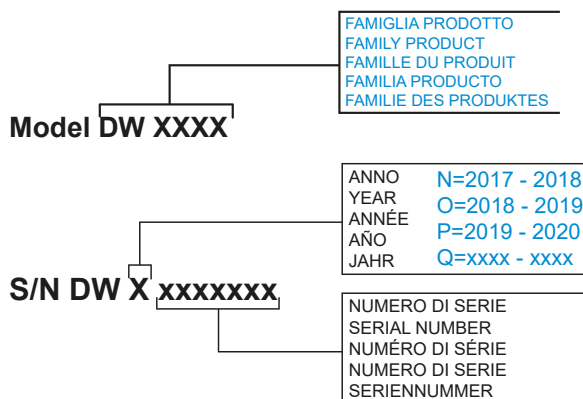 FAMIGLIA PRODOTTO
FAMILY PRODUCT
FAMILLE DU PRODUIT
FAMILIA PRODUCTO
FAMILIE DES PRODUKTES
Model DW XXXX
ANNO
YEAR
ANNÉE
AÑO
JAHR
N=2017 - 2018
O=2018 - 2019
P=2019 - 2020
Q=xxxx - xxxx
S/N DW X xxxxxxx
NUMERO DI SERIE
SERIAL NUMBER
NUMÉRO DI SÉRIE
NUMERO DI SERIE
SERIENNUMMER